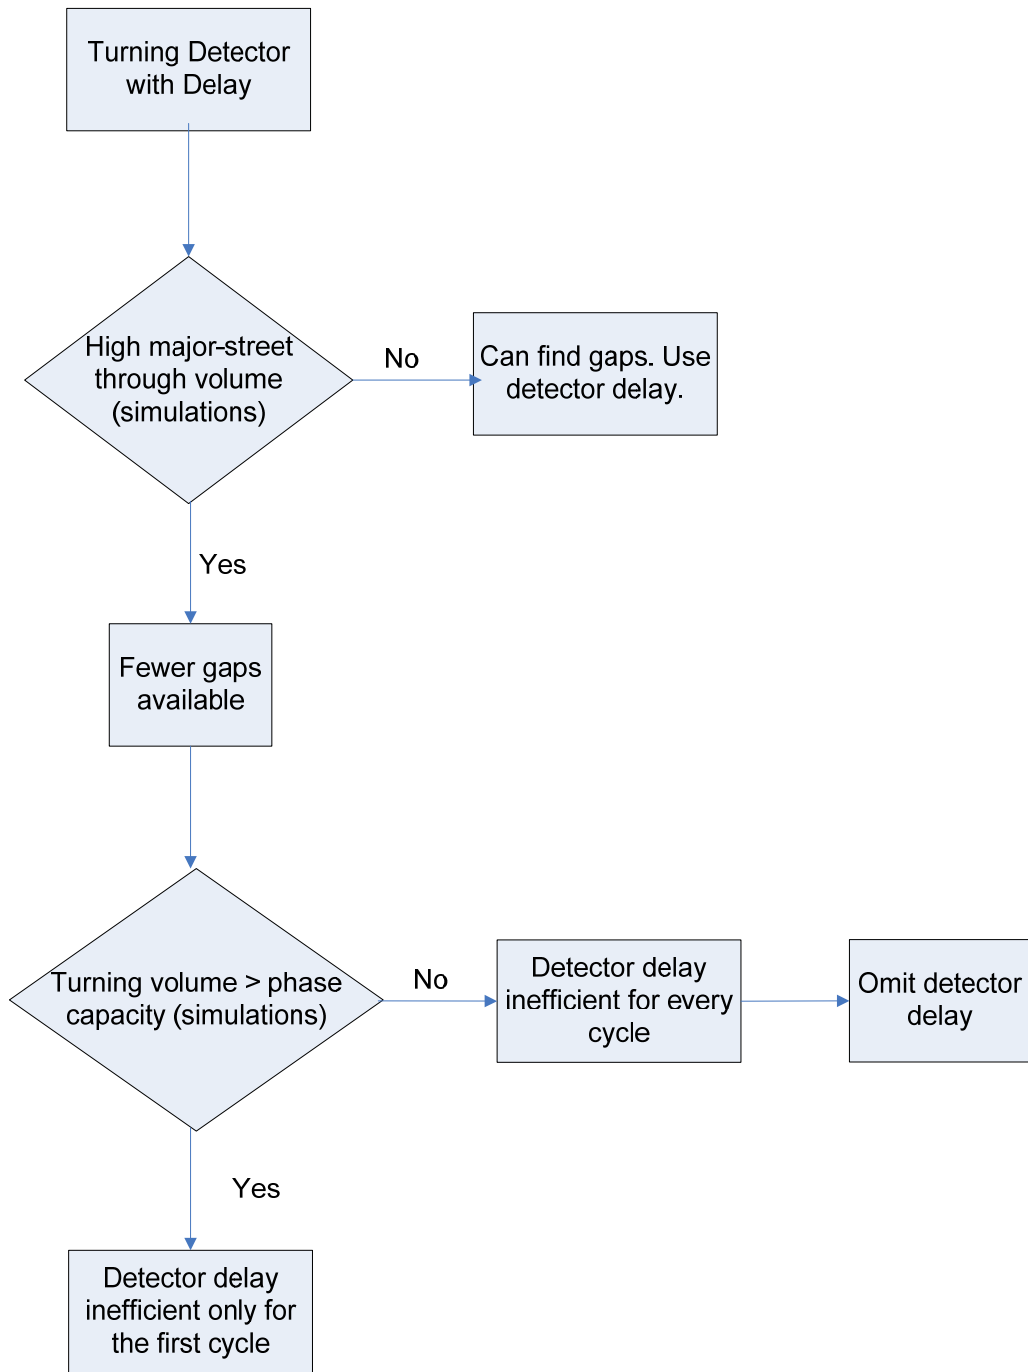 Turning Detector
with Delay
High major-street
through volume
(simulations)
No
Can find gaps. Use
detector delay.
Yes
Fewer gaps
available
Turning volume > phase
capacity (simulations)
No
Detector delay
inefficient for every
cycle
Omit detector
delay
Yes
Detector delay
inefficient only for
the first cycle